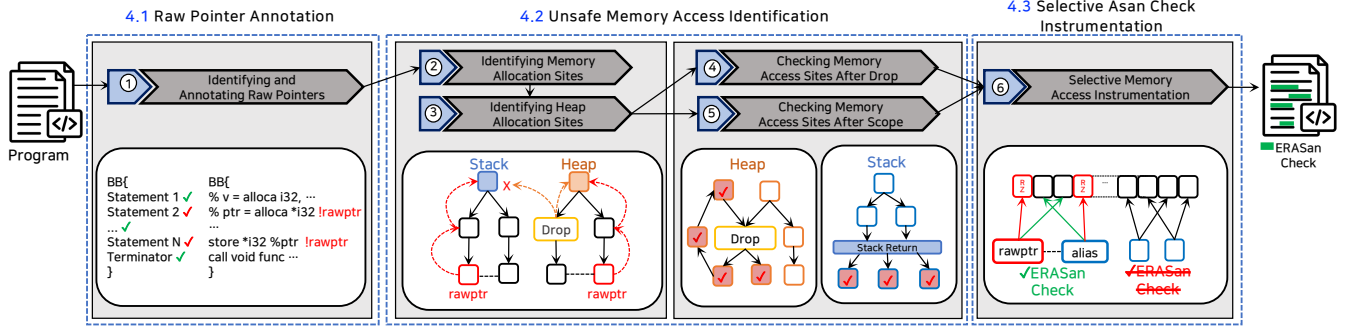 4.1 Raw Pointer Annotation
4.2 Unsafe Memory Access Identification
4.3 Selective Asan Check
Instrumentation
Program
1
Identifying and
Annotating Raw Pointers
2
Identifying Memory
Allocation Sites
3
Identifying Heap
Allocation Sites
4
Checking Memory
Access Sites After Drop
5
Checking Memory
Access Sites After Scope
6
Selective Memory
Access Instrumentation
</>
</>
ERASan
Check
BB{
Statement 1 ✓
Statement 2 ✓
... ✓
Statement N ✓
Terminator ✓
}
BB{
% v = alloca i32, ···
% ptr = alloca *i32 !rawptr
···
store *i32 %ptr !rawptr
call void func ···
}
Stack
Heap
X
Drop
rawptr
rawptr
Heap
Drop
Stack
Stack Return
RZ
RZ
...
rawptr
alias
✓ERASan
Check
✓ERASan
Check